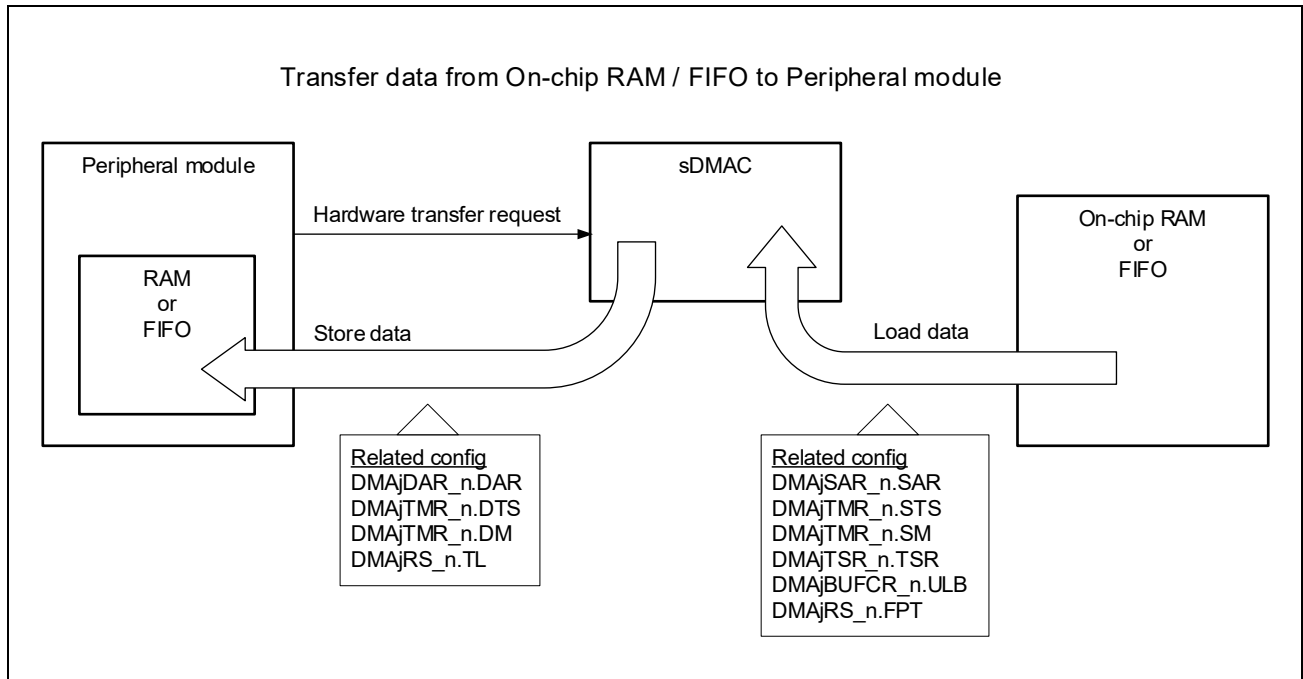 Transfer data from On-chip RAM / FIFO to Peripheral module
Peripheral module
RAM
or
FIFO
Hardware transfer request
Store data
sDMAC
Load data
On-chip RAM
or
FIFO
Related config
DMAjDAR_n.DAR
DMAjTMR_n.DTS
DMAjTMR_n.DM
DMAjRS_n.TL
Related config
DMAjSAR_n.SAR
DMAjTMR_n.STS
DMAjTMR_n.SM
DMAjTSR_n.TSR
DMAjBUFCR_n.ULB
DMAjRS_n.FPT